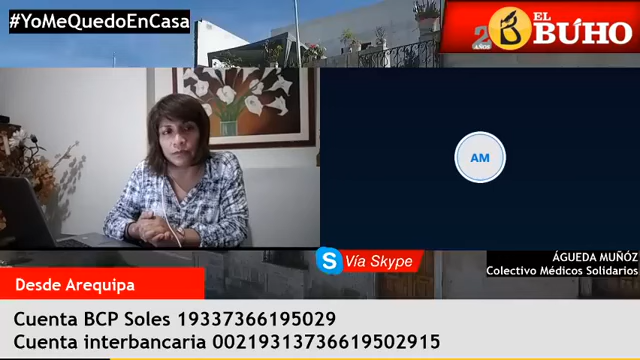 #YoMeQuedoEnCasa
EL
BÚHO
AÑOS
AM
Vía Skype
ÁGUEDA MUÑÓZ
Colectivo Médicos Solidarios
Desde Arequipa
Cuenta BCP Soles 19337366195029
Cuenta interbancaria 00219313736619502915